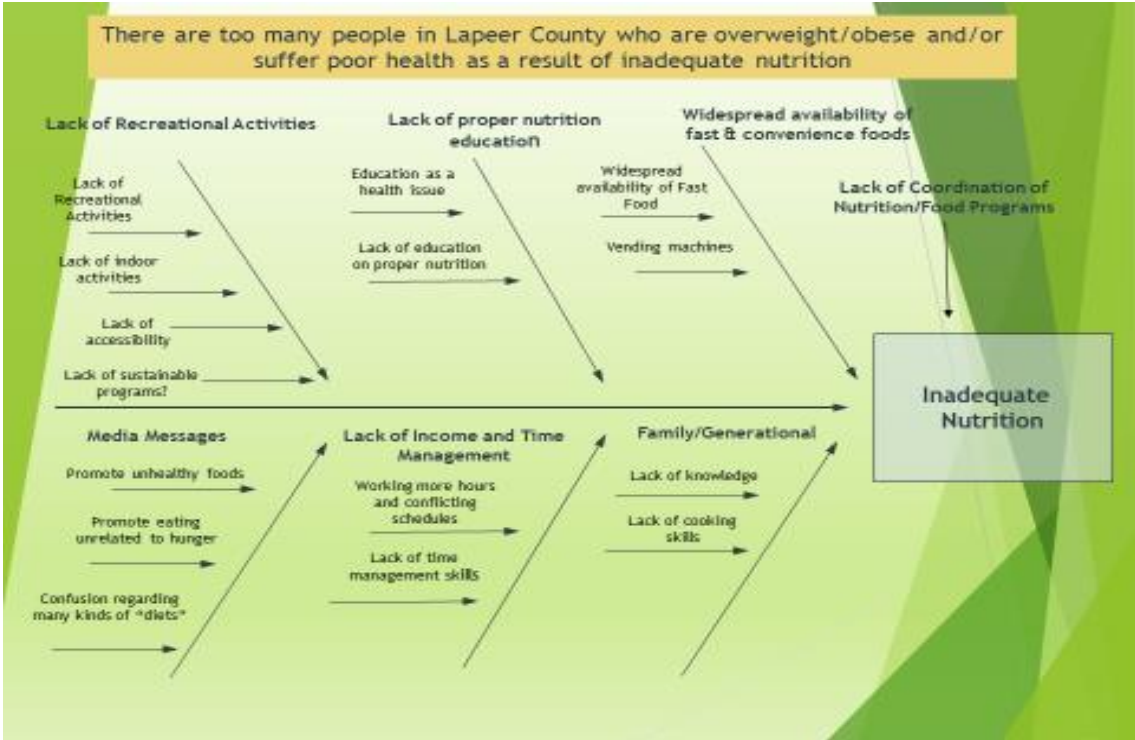 There are too many people in Lapeer County who are overweight/obese and/or
suffer poor health as a result of inadequate nutrition
Lack of Recreational Activities
Lack of
Recreational
Activities
Lack of indoor
activities
Lack of
accessibility
Lack of sustainable
programs?
Lack of proper nutrition
education
Education as a
health issue
Lack of education
on proper nutrition
Widespread availability of
fast & convenience foods
Widespread
availability of Fast
Food
Vending machines
Lack of Coordination of
Nutrition/Food Programs
Inadequate
Nutrition
Media Messages
Promote unhealthy foods
Promote eating
unrelated to hunger
Confusion regarding
many kinds of "diets"
Lack of Income and Time
Management
Working more hours
and conflicting
schedules
Lack of time
management skills
Family/Generational
Lack of knowledge
Lack of cooking
skills